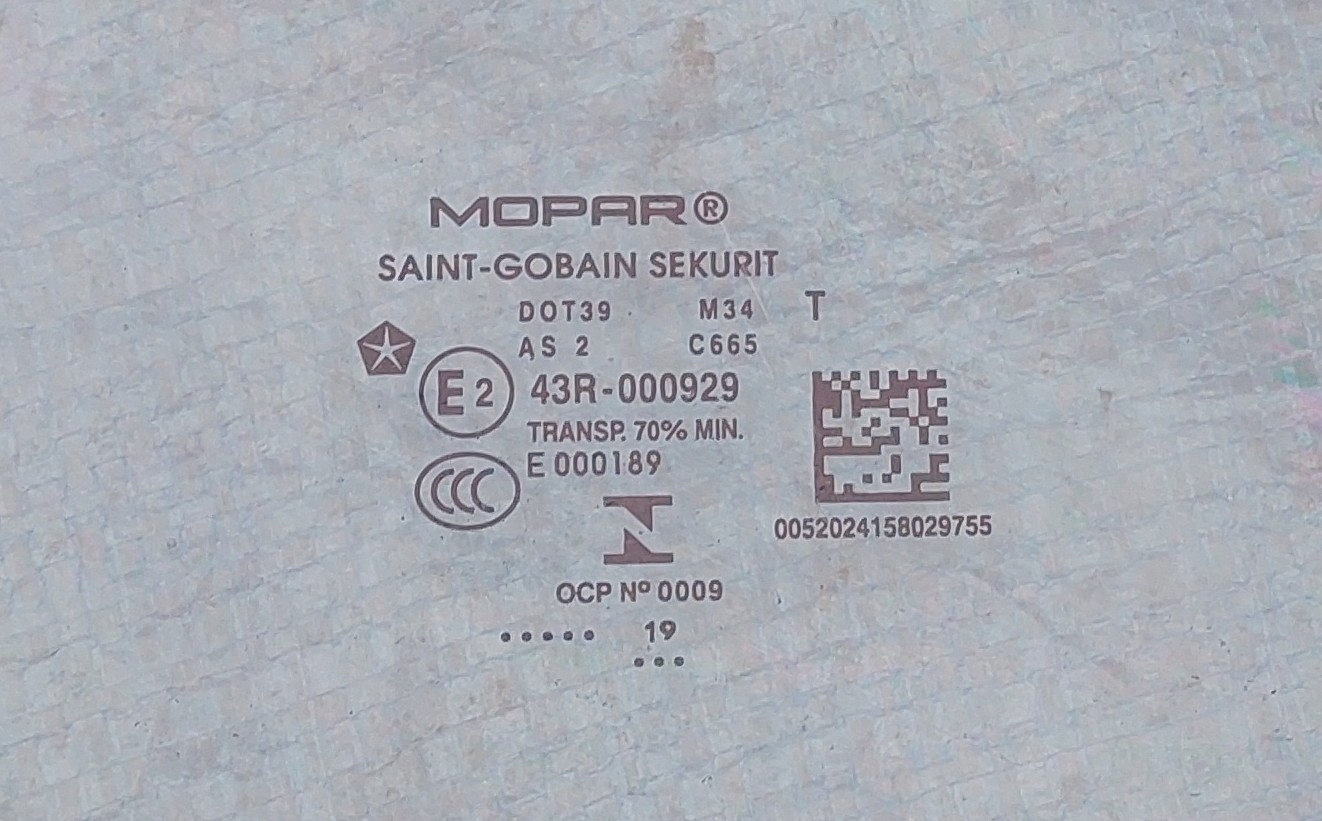 MOPAR®
SAINT-GOBAIN SEKURIT
DOT39 M34 T
AS 2 C665
E2 43R-000929
TRANSP. 70% MIN.
CCC E 000189
0052024158029755
OCP Nº 0009
..... 19
...